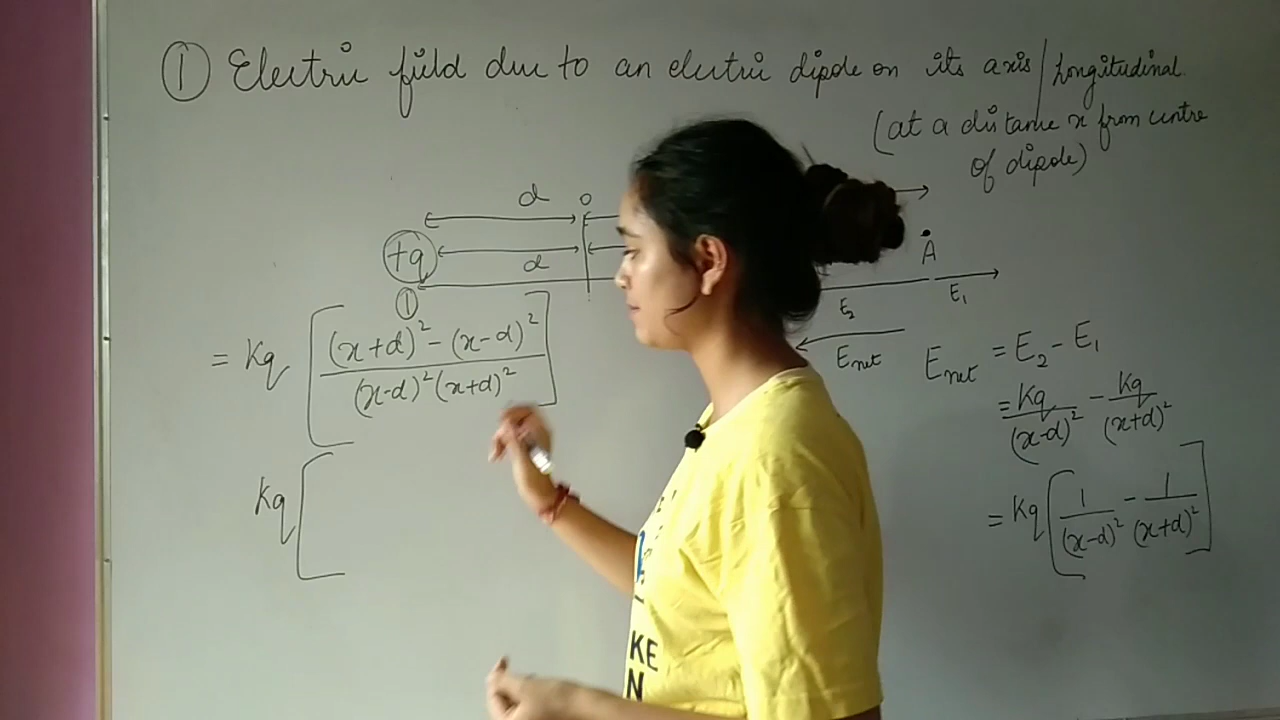 ① Electric field due to an electric dipole on its axis/Longitudinal
(at a distance x from centre
of dipole)
d o
+q d
①
A
E₂ E₁
Enet
= Kq [((x+d)² - (x-d)²) / ((x-d)² (x+d)²)]
Kq [
Enet = E₂ - E₁
= Kq/(x-d)² - Kq/(x+d)²
= Kq [1/(x-d)² - 1/(x+d)²]
KE
N